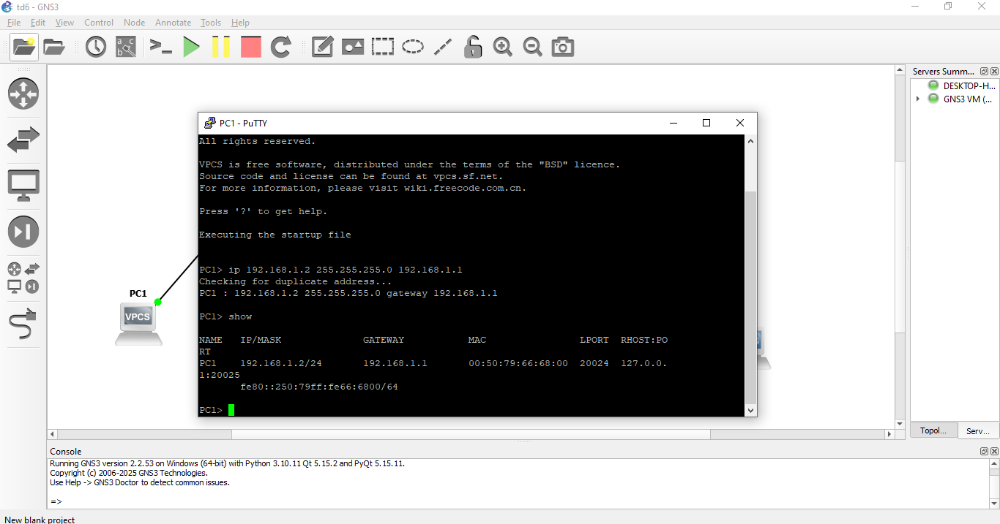 td6 - GNS3
File Edit View Control Node Annotate Tools Help
Servers Summ...
DESKTOP-H...
GNS3 VM (...
PC1 - PuTTY
All rights reserved.
VPCS is free software, distributed under the terms of the "BSD" licence.
Source code and license can be found at vpcs.sf.net.
For more information, please visit wiki.freecode.com.cn.
Press '?' to get help.
Executing the startup file
PC1> ip 192.168.1.2 255.255.255.0 192.168.1.1
Checking for duplicate address...
PC1 : 192.168.1.2 255.255.255.0 gateway 192.168.1.1
PC1> show
NAME IP/MASK GATEWAY MAC LPORT RHOST:PO
RT
PC1 192.168.1.2/24 192.168.1.1 00:50:79:66:68:00 20024 127.0.0.
1:20025
fe80::250:79ff:fe66:6800/64
PC1>
PC1
VPCS
S
Topol... Serv...
Console
Running GNS3 version 2.2.53 on Windows (64-bit) with Python 3.10.11 Qt 5.15.2 and PyQt 5.15.11.
Copyright (c) 2006-2025 GNS3 Technologies.
Use Help -> GNS3 Doctor to detect common issues.
=>
New blank project